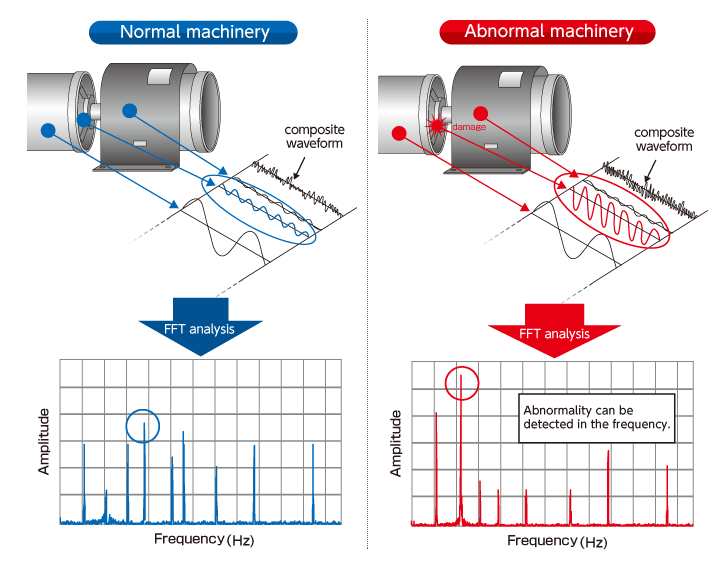 Normal machinery
composite
waveform
FFT analysis
Amplitude
Frequency (Hz)
Abnormal machinery
damage
composite
waveform
FFT analysis
Abnormality can be
detected in the frequency.
Amplitude
Frequency (Hz)